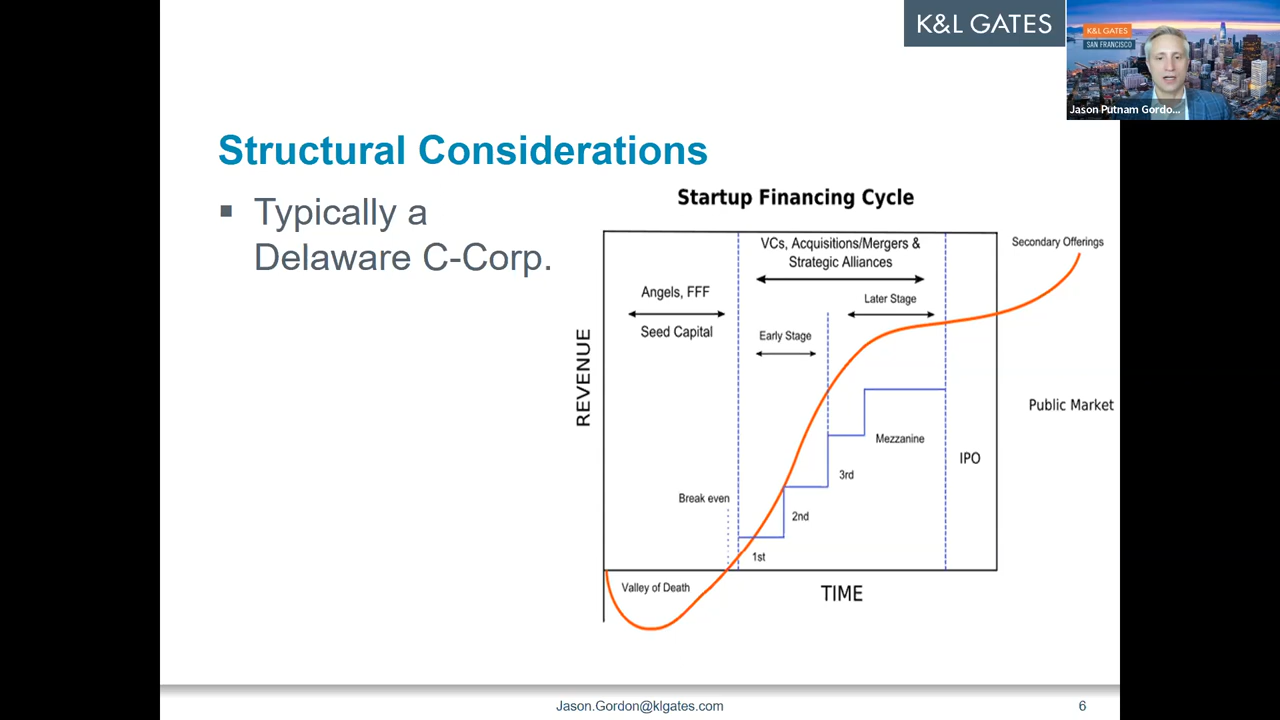 K&L GATES
K&L GATES
SAN FRANCISCO
Jason Putnam Gordo...
Structural Considerations
Typically a
Delaware C-Corp.
Startup Financing Cycle
VCs, Acquisitions/Mergers &
Strategic Alliances
Secondary Offerings
Angels, FFF
Later Stage
Seed Capital
Early Stage
REVENUE
Public Market
Mezzanine
IPO
3rd
Break even
2nd
1st
Valley of Death
TIME
Jason.Gordon@klgates.com
6